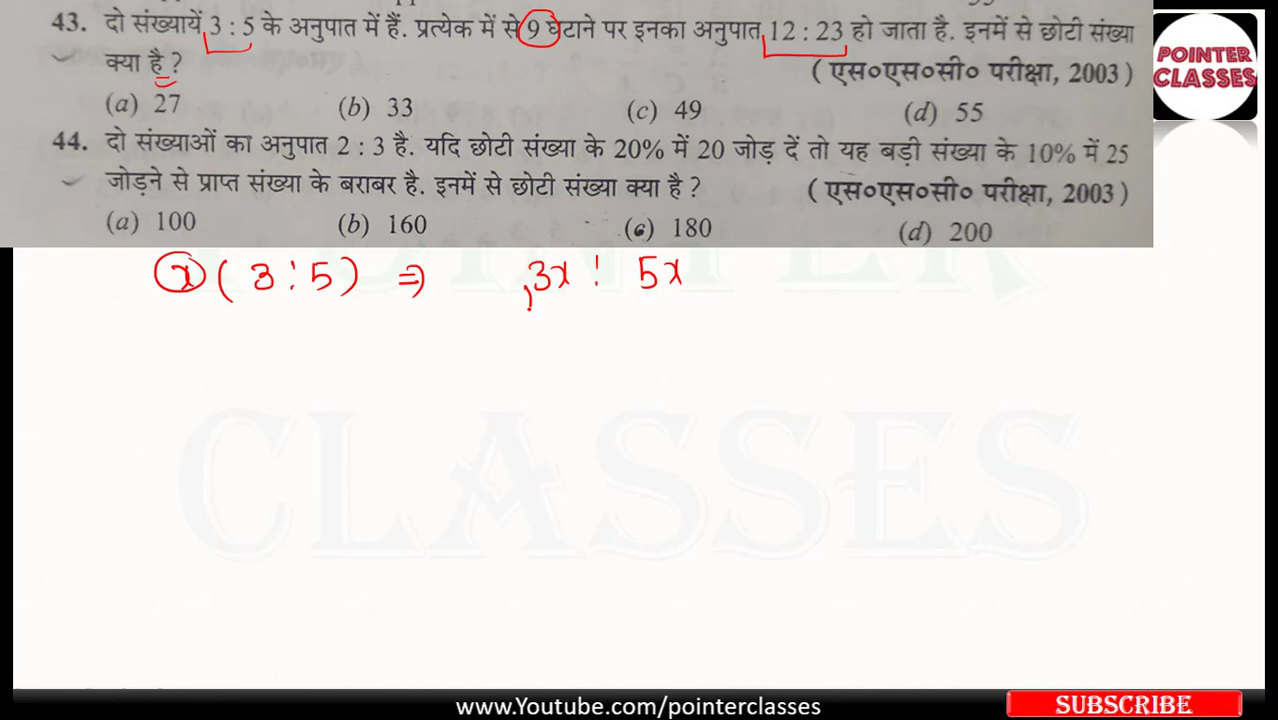 43. दो संख्यायें 3 : 5 के अनुपात में हैं. प्रत्येक में से 9 घटाने पर इनका अनुपात 12 : 23 हो जाता है. इनमें से छोटी संख्या
क्या है ? ( एस०एस०सी० परीक्षा, 2003 )
(a) 27 (b) 33 (c) 49 (d) 55
44. दो संख्याओं का अनुपात 2 : 3 है. यदि छोटी संख्या के 20% में 20 जोड़ दें तो यह बड़ी संख्या के 10% में 25
जोड़ने से प्राप्त संख्या के बराबर है. इनमें से छोटी संख्या क्या है ? ( एस०एस०सी० परीक्षा, 2003 )
(a) 100 (b) 160 (c) 180 (d) 200
POINTER
CLASSES
x ( 3 : 5 ) ⇒ 3x : 5x
CLASSES
www.Youtube.com/pointerclasses
SUBSCRIBE